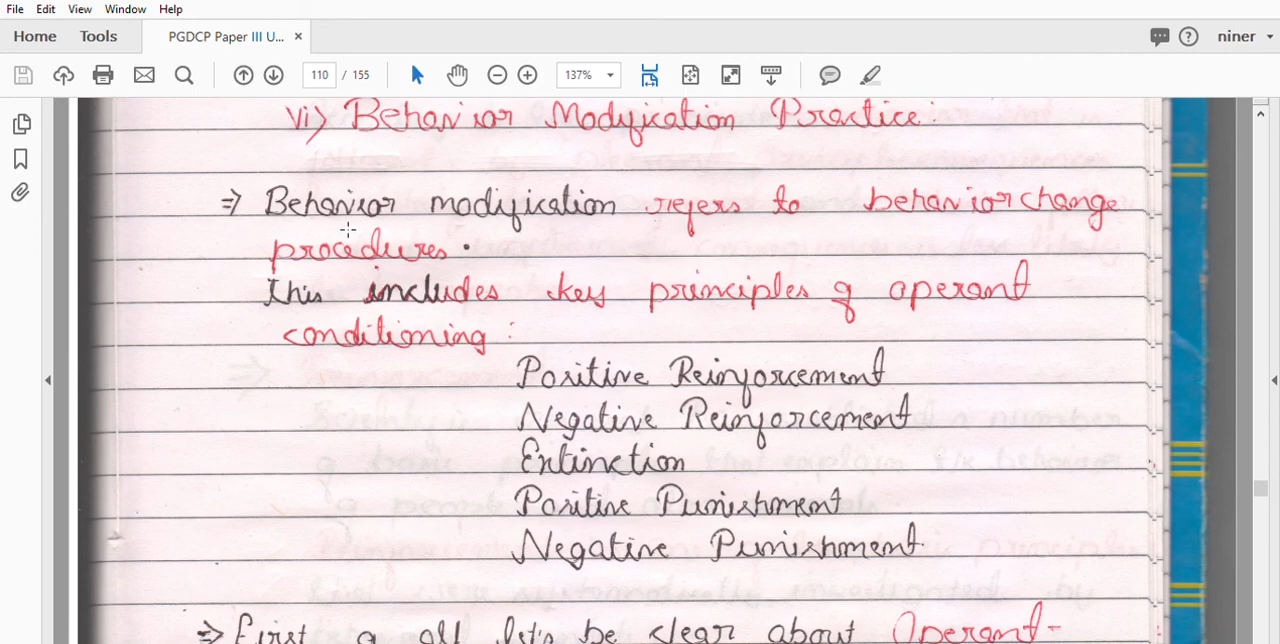 File Edit View Window Help
Home Tools PGDCP Paper III U... × niner
110 / 155 137%
vi) Behavior Modification Practice:
⇒ Behavior modification refers to behavior change
procedures.
This includes key principles of operant
conditioning:
Positive Reinforcement
Negative Reinforcement
Extinction
Positive Punishment
Negative Punishment
⇒ First of all let's be clear about Operant-